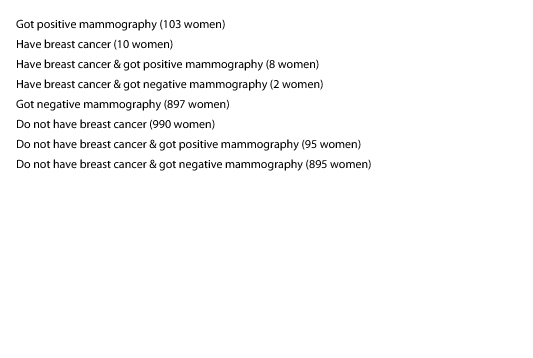 Got positive mammography (103 women)
Have breast cancer (10 women)
Have breast cancer & got positive mammography (8 women)
Have breast cancer & got negative mammography (2 women)
Got negative mammography (897 women)
Do not have breast cancer (990 women)
Do not have breast cancer & got positive mammography (95 women)
Do not have breast cancer & got negative mammography (895 women)